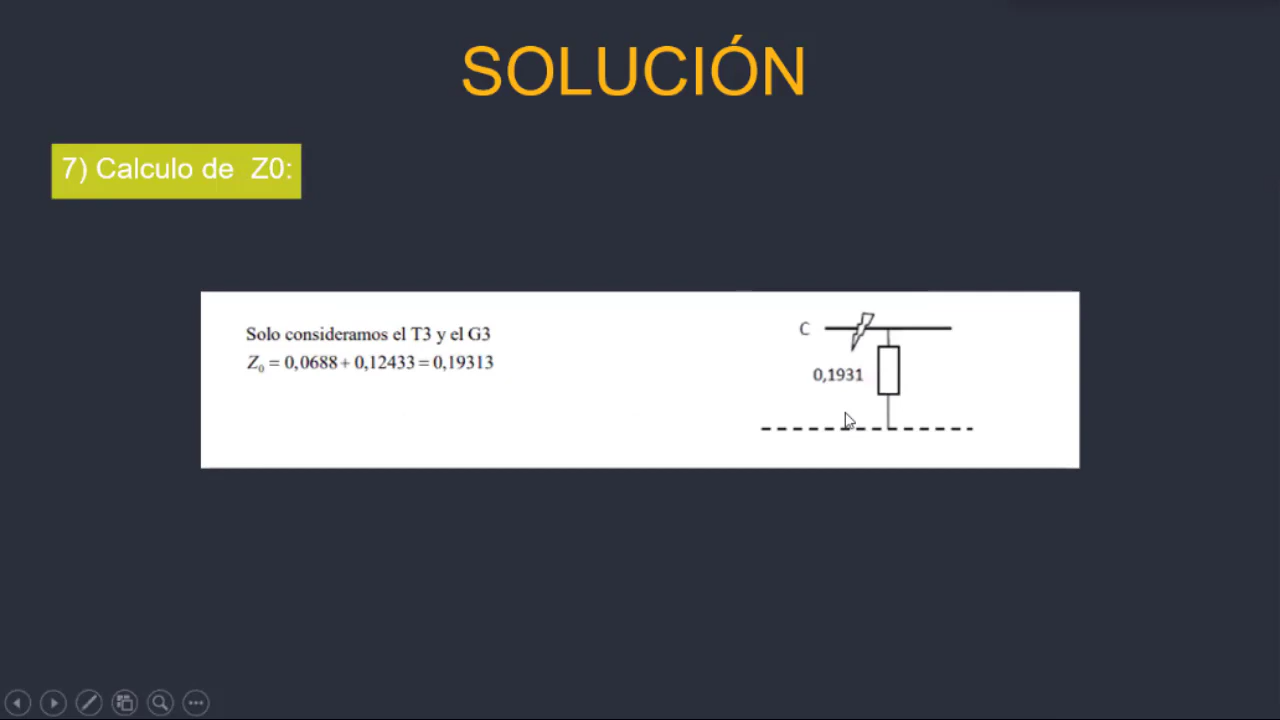 SOLUCIÓN
7) Calculo de Z0:
Solo consideramos el T3 y el G3
Z₀ = 0,0688 + 0,12433 = 0,19313
C
0,1931